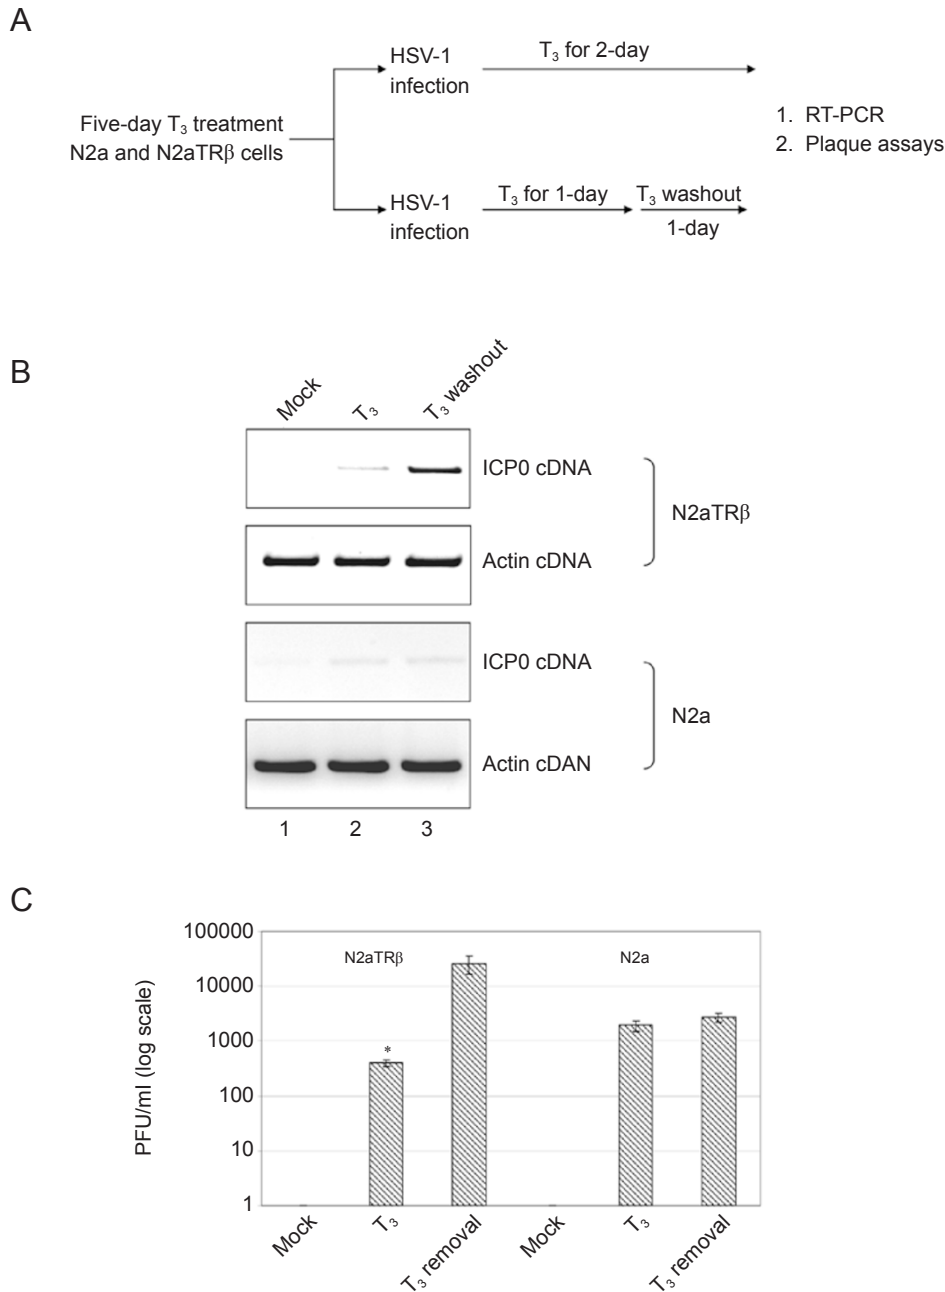 A
HSV-1
infection
T3 for 2-day
Five-day T3 treatment
N2a and N2aTRβ cells
1. RT-PCR
2. Plaque assays
HSV-1
infection
T3 for 1-day
T3 washout
1-day
B
Mock
T3
T3 washout
ICP0 cDNA
N2aTRβ
Actin cDNA
ICP0 cDNA
N2a
Actin cDAN
1 2 3
C
PFU/ml (log scale)
100000
10000
1000
100
10
1
N2aTRβ
N2a
*
Mock
T3
T3 removal
Mock
T3
T3 removal